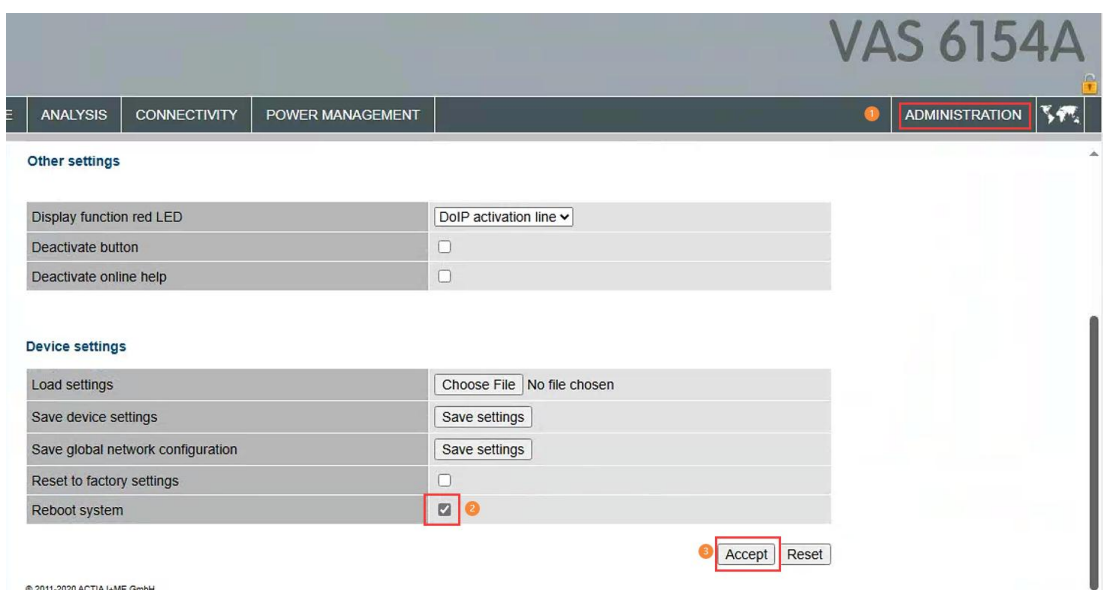 VAS 6154A
E ANALYSIS CONNECTIVITY POWER MANAGEMENT 1 ADMINISTRATION
Other settings
Display function red LED DoIP activation line
Deactivate button
Deactivate online help
Device settings
Load settings Choose File No file chosen
Save device settings Save settings
Save global network configuration Save settings
Reset to factory settings
Reboot system 2
3 Accept Reset
© 2011-2020 ACTIA I+ME GmbH